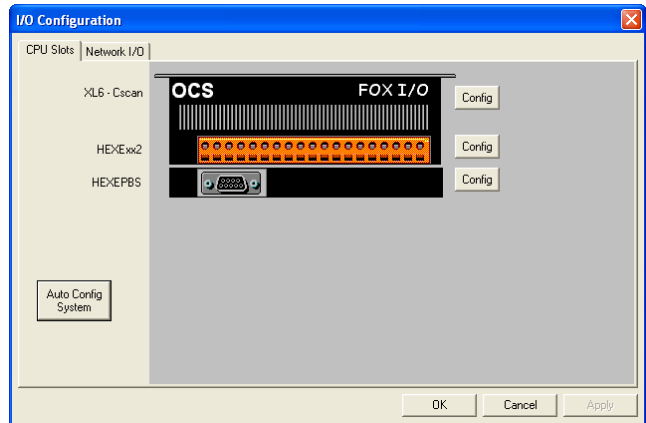 I/O Configuration
CPU Slots
Network I/O
XL6 - Cscan
OCS
FOX I/O
Config
HEXExx2
Config
HEXEPBS
Config
Auto Config
System
OK
Cancel
Apply